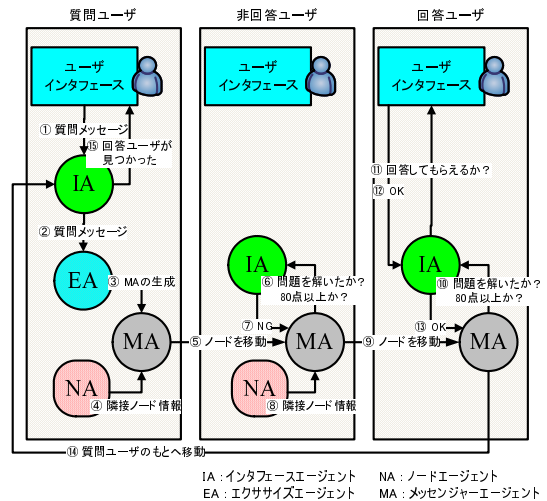 質問ユーザ
非回答ユーザ
回答ユーザ
ユーザ
インタフェース
ユーザ
インタフェース
ユーザ
インタフェース
① 質問メッセージ
⑮ 回答ユーザが
見つかった
⑪ 回答してもらえるか?
⑫ OK
IA
② 質問メッセージ
EA
③ MAの生成
IA
⑥ 問題を解いたか?
80点以上か?
IA
⑩ 問題を解いたか?
80点以上か?
⑦ NG
⑬ OK
MA
⑤ ノードを移動
MA
⑨ ノードを移動
MA
NA
④ 隣接ノード情報
NA
⑧ 隣接ノード情報
⑭ 質問ユーザのもとへ移動
IA:インタフェースエージェント
NA:ノードエージェント
EA:エクササイズエージェント
MA:メッセンジャーエージェント